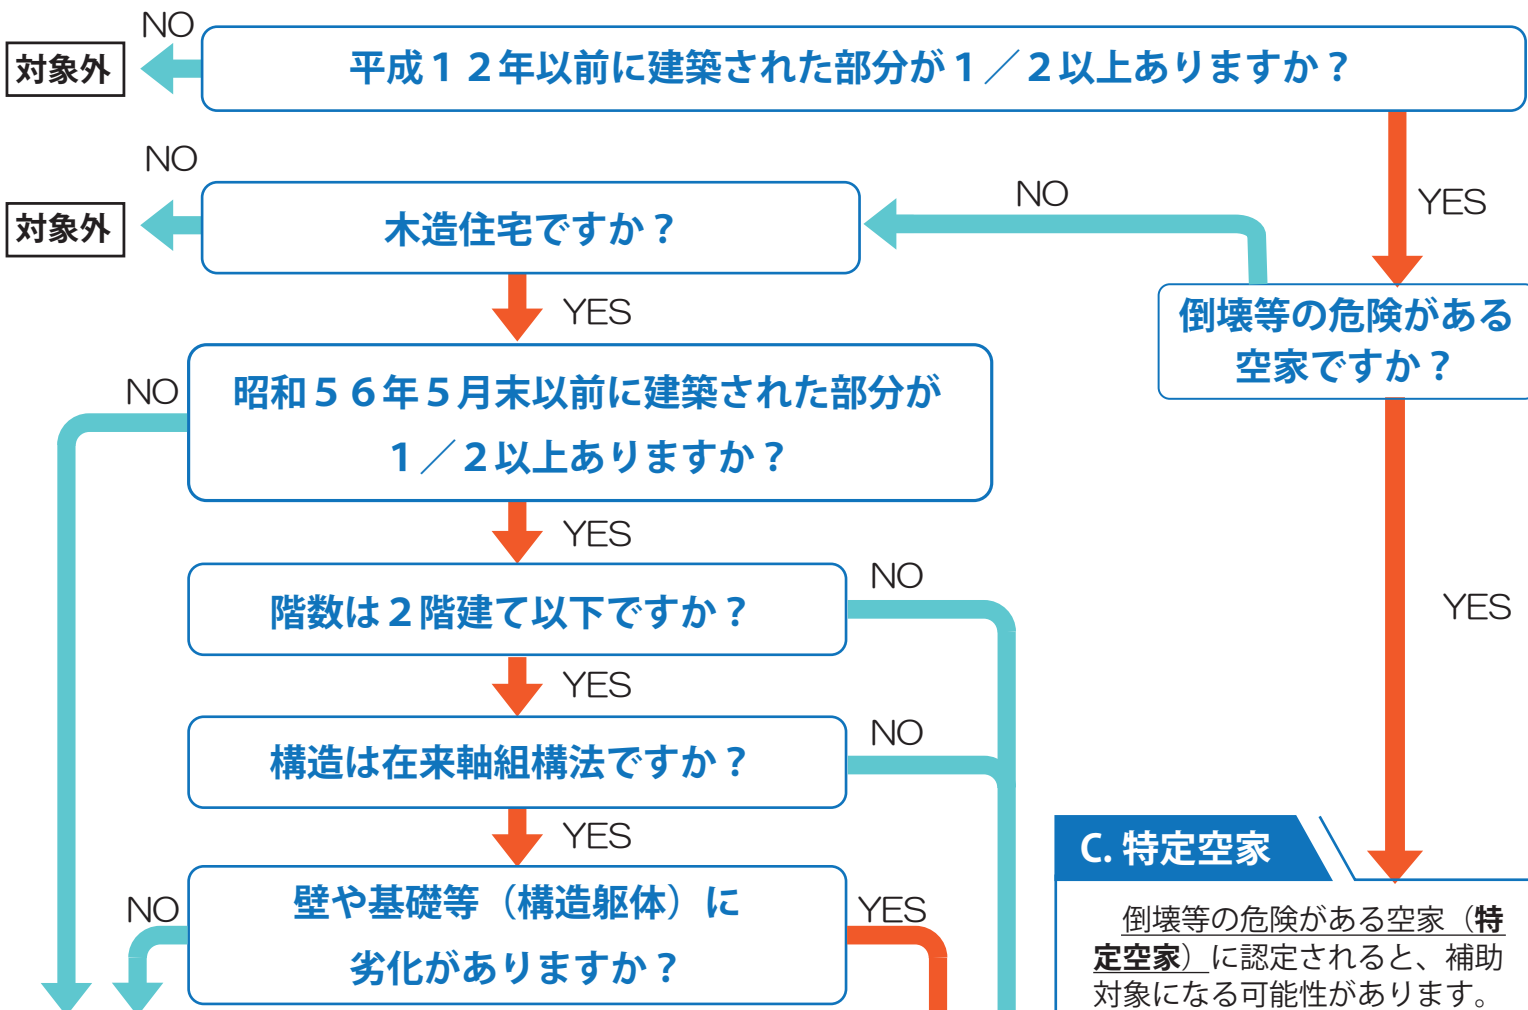 NO
対象外
平成１２年以前に建築された部分が１／２以上ありますか？
YES
NO
対象外
木造住宅ですか？
NO
倒壊等の危険がある
空家ですか？
YES
NO
昭和５６年５月末以前に建築された部分が
１／２以上ありますか？
YES
階数は２階建て以下ですか？
NO
YES
YES
構造は在来軸組構法ですか？
NO
YES
C. 特定空家
NO
壁や基礎等（構造躯体）に
劣化がありますか？
YES
倒壊等の危険がある空家（特
定空家）に認定されると、補助
対象になる可能性があります。